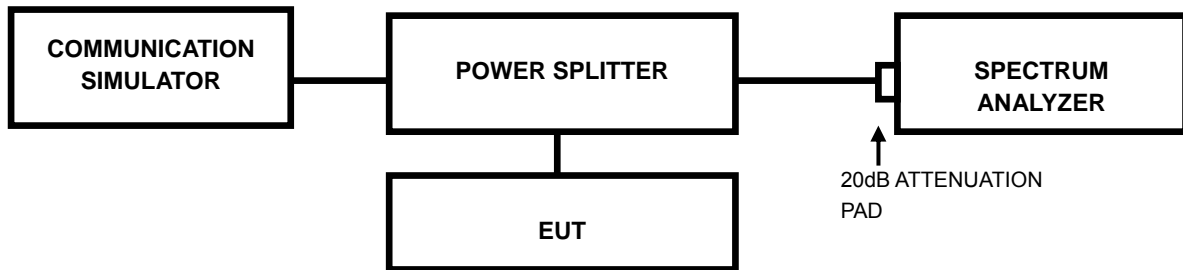 COMMUNICATION
SIMULATOR
POWER SPLITTER
SPECTRUM
ANALYZER
20dB ATTENUATION
PAD
EUT